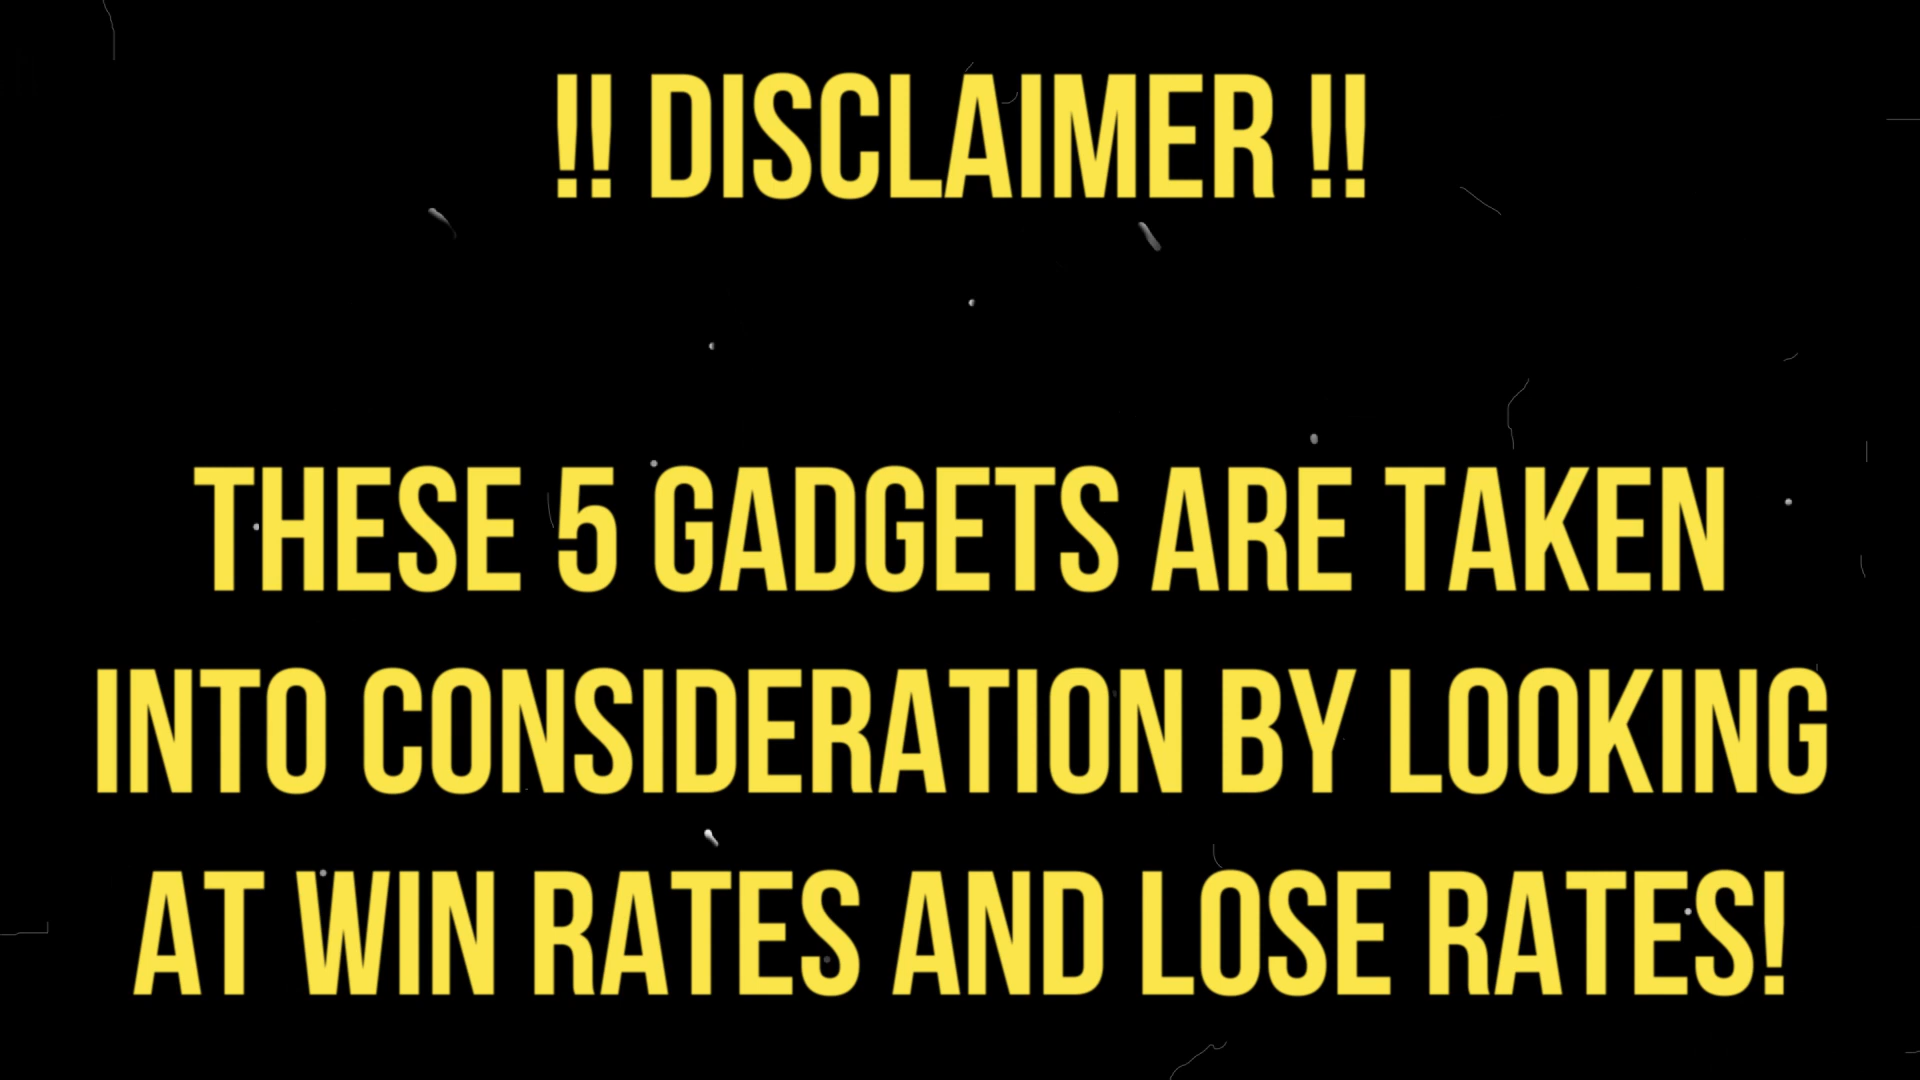 !! DISCLAIMER !!
THESE 5 GADGETS ARE TAKEN
INTO CONSIDERATION BY LOOKING
AT WIN RATES AND LOSE RATES!